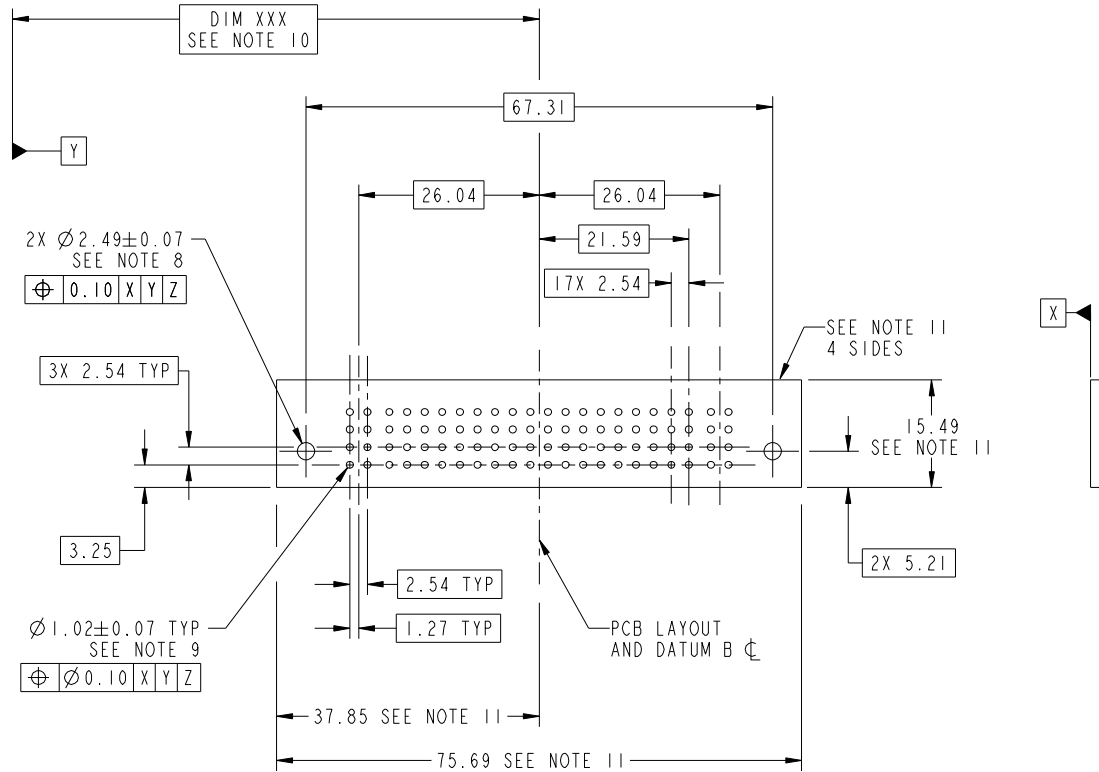 DIM XXX
SEE NOTE 10
67.31
Y
26.04
26.04
2X Ø2.49±0.07
SEE NOTE 8
⌖ 0.10 X Y Z
21.59
17X 2.54
X
SEE NOTE 11
4 SIDES
3X 2.54 TYP
15.49
SEE NOTE 11
3.25
2X 5.21
2.54 TYP
Ø1.02±0.07 TYP
SEE NOTE 9
⌖ Ø0.10 X Y Z
1.27 TYP
PCB LAYOUT
AND DATUM B ℄
37.85 SEE NOTE 11
75.69 SEE NOTE 11